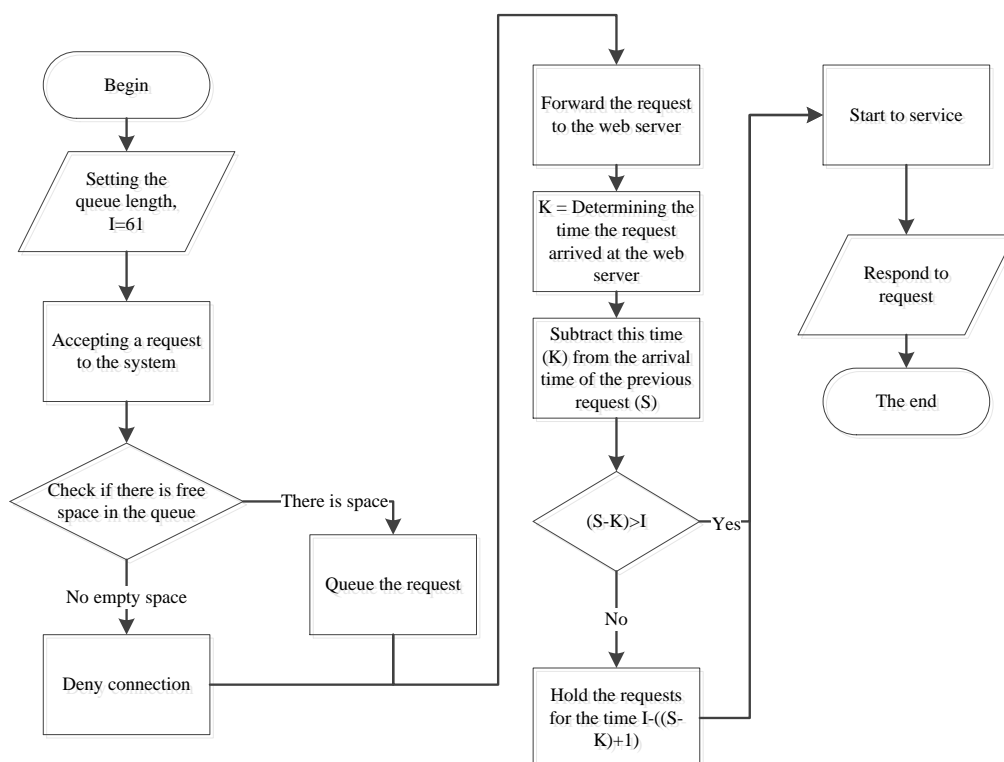 Begin
Setting the
queue length,
I=61
Accepting a request
to the system
Check if there is free
space in the queue
There is space
No empty space
Queue the request
Deny connection
Forward the request
to the web server
K = Determining the
time the request
arrived at the web
server
Subtract this time
(K) from the arrival
time of the previous
request (S)
(S-K)>I
Yes
No
Hold the requests
for the time I-((S-
K)+1)
Start to service
Respond to
request
The end